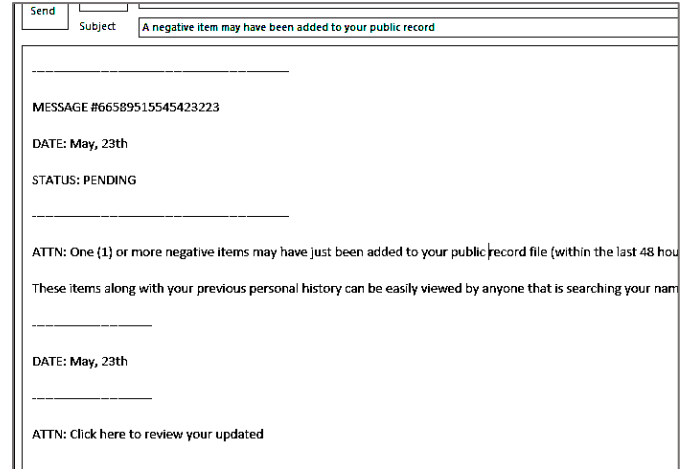 Send
Subject A negative item may have been added to your public record
MESSAGE #66589515545423223
DATE: May, 23th
STATUS: PENDING
ATTN: One (1) or more negative items may have just been added to your public record file (within the last 48 hou
These items along with your previous personal history can be easily viewed by anyone that is searching your nam
DATE: May, 23th
ATTN: Click here to review your updated